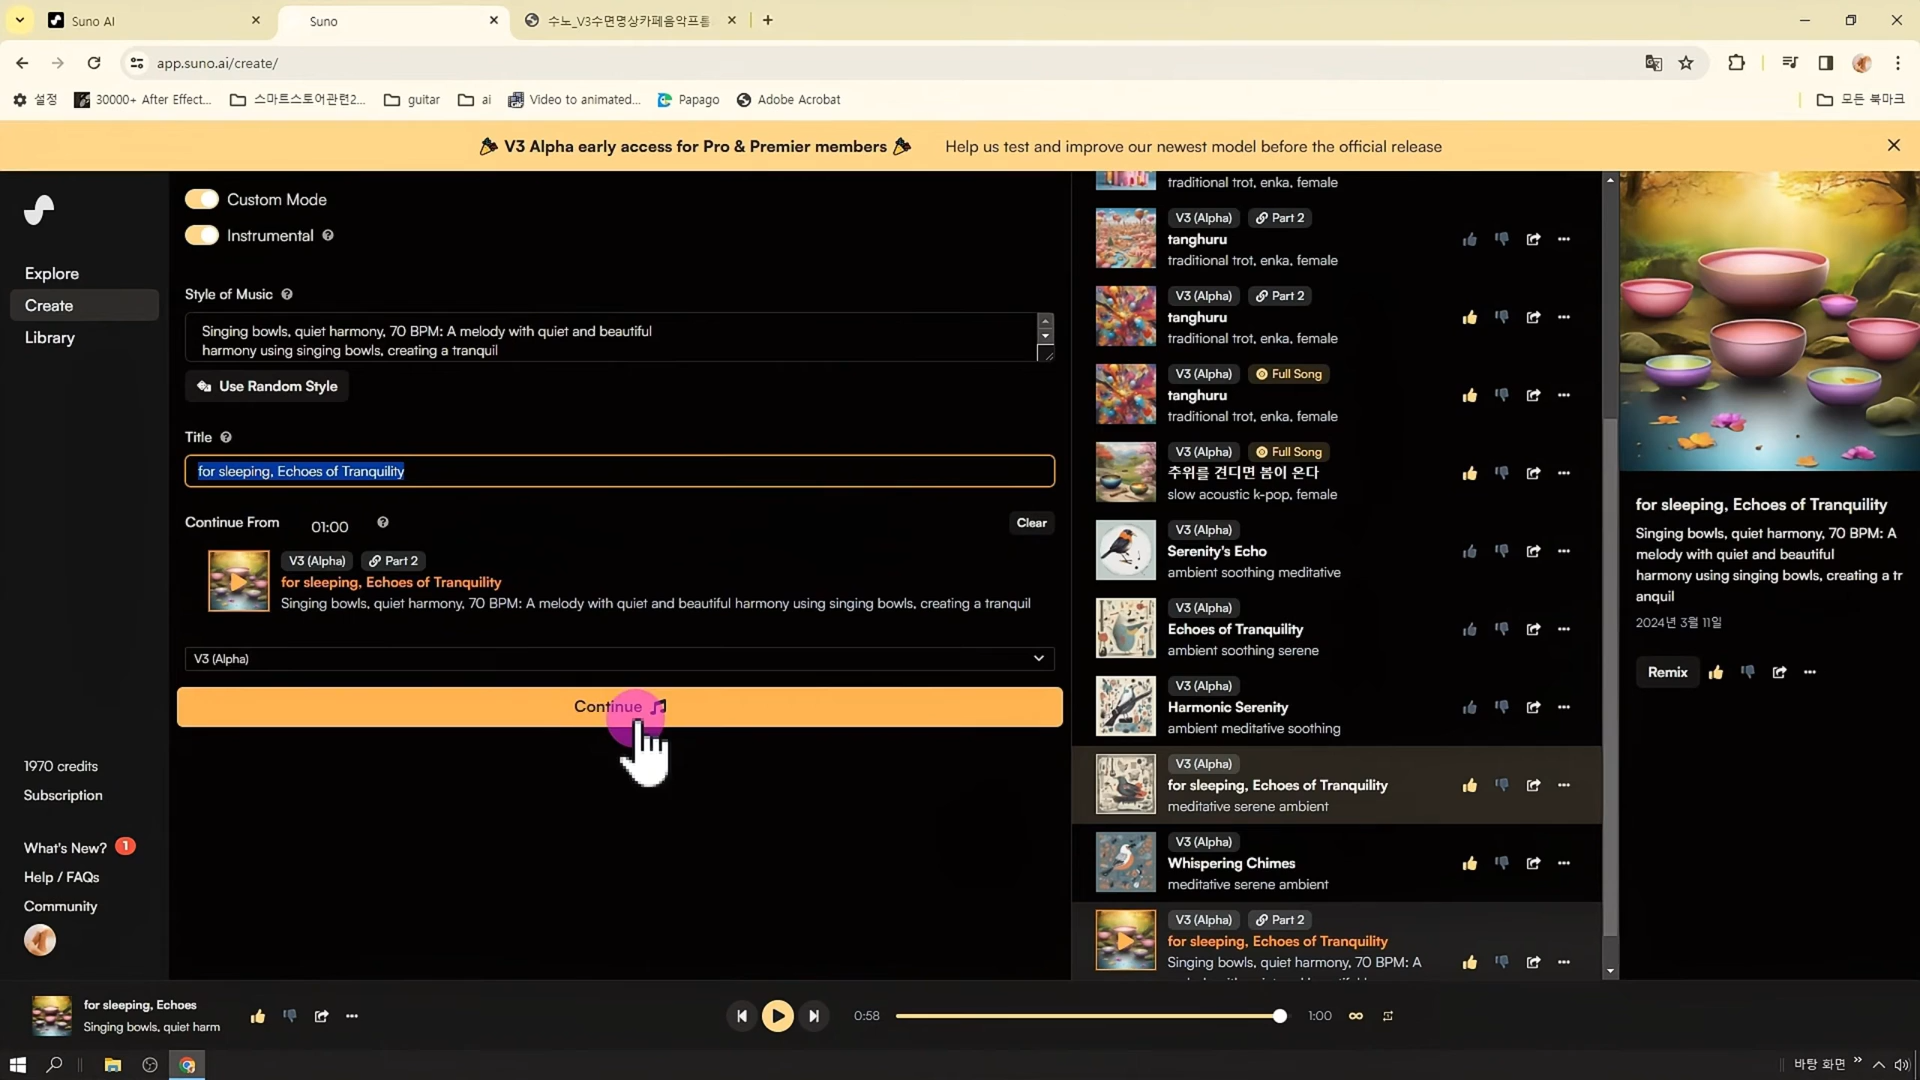 Suno AI
Suno
수노_V3수면명상카페음악프롬
app.suno.ai/create/
설정
30000+ After Effect...
스마트스토어관련2...
guitar
ai
Video to animated...
Papago
Adobe Acrobat
모든 북마크
V3 Alpha early access for Pro & Premier members
Help us test and improve our newest model before the official release
Explore
Create
Library
1970 credits
Subscription
What's New? 1
Help / FAQs
Community
Custom Mode
Instrumental
Style of Music
Singing bowls, quiet harmony, 70 BPM: A melody with quiet and beautiful
harmony using singing bowls, creating a tranquil
Use Random Style
Title
for sleeping, Echoes of Tranquility
Continue From 01:00
Clear
V3 (Alpha) Part 2
for sleeping, Echoes of Tranquility
Singing bowls, quiet harmony, 70 BPM: A melody with quiet and beautiful harmony using singing bowls, creating a tranquil
V3 (Alpha)
Continue
traditional trot, enka, female
V3 (Alpha) Part 2
tanghuru
traditional trot, enka, female
V3 (Alpha) Part 2
tanghuru
traditional trot, enka, female
V3 (Alpha) Full Song
tanghuru
traditional trot, enka, female
V3 (Alpha) Full Song
추위를 견디면 봄이 온다
slow acoustic k-pop, female
V3 (Alpha)
Serenity's Echo
ambient soothing meditative
V3 (Alpha)
Echoes of Tranquility
ambient soothing serene
V3 (Alpha)
Harmonic Serenity
ambient meditative soothing
V3 (Alpha)
for sleeping, Echoes of Tranquility
meditative serene ambient
V3 (Alpha)
Whispering Chimes
meditative serene ambient
V3 (Alpha) Part 2
for sleeping, Echoes of Tranquility
Singing bowls, quiet harmony, 70 BPM: A
for sleeping, Echoes of Tranquility
Singing bowls, quiet harmony, 70 BPM: A
melody with quiet and beautiful
harmony using singing bowls, creating a tr
anquil
2024년 3월 11일
Remix
for sleeping, Echoes
Singing bowls, quiet harm
0:58
1:00
바탕 화면